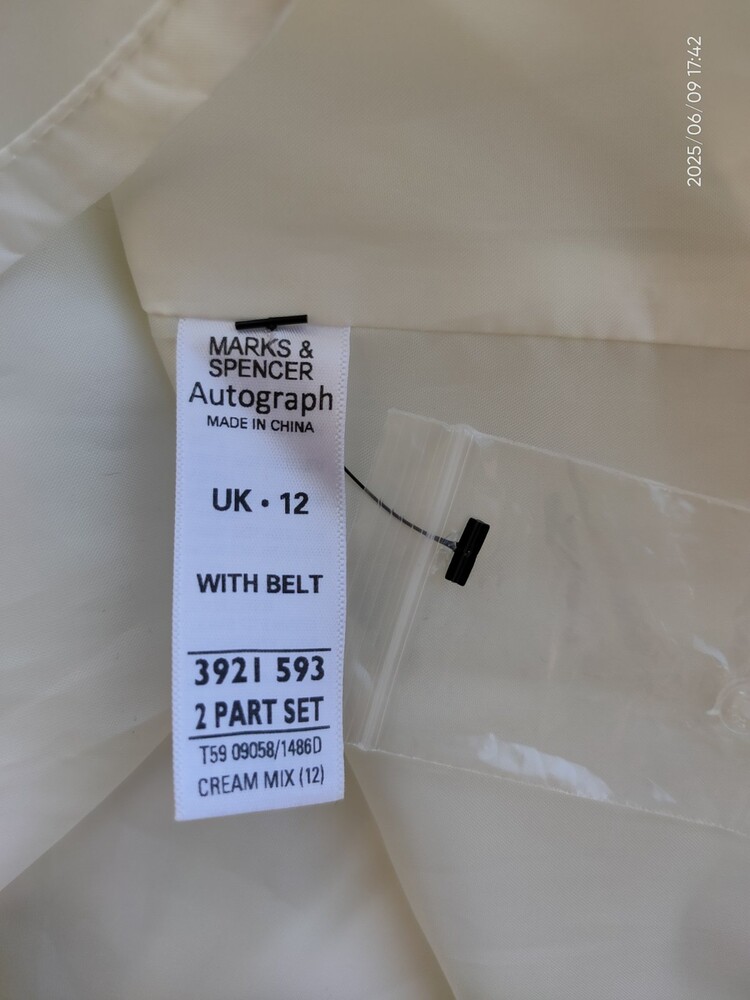 2025/06/09 17:42
MARKS &
SPENCER
Autograph
MADE IN CHINA
UK • 12
WITH BELT
3921 593
2 PART SET
T59 09058/1486D
CREAM MIX (12)